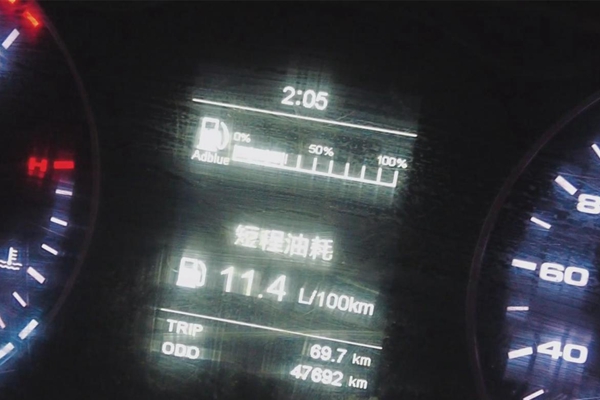 2:05
0% 50% 100%
Adblue
短程油耗
11.4 L/100km
TRIP 69.7 km
ODO 47692 km
H
8
60
40